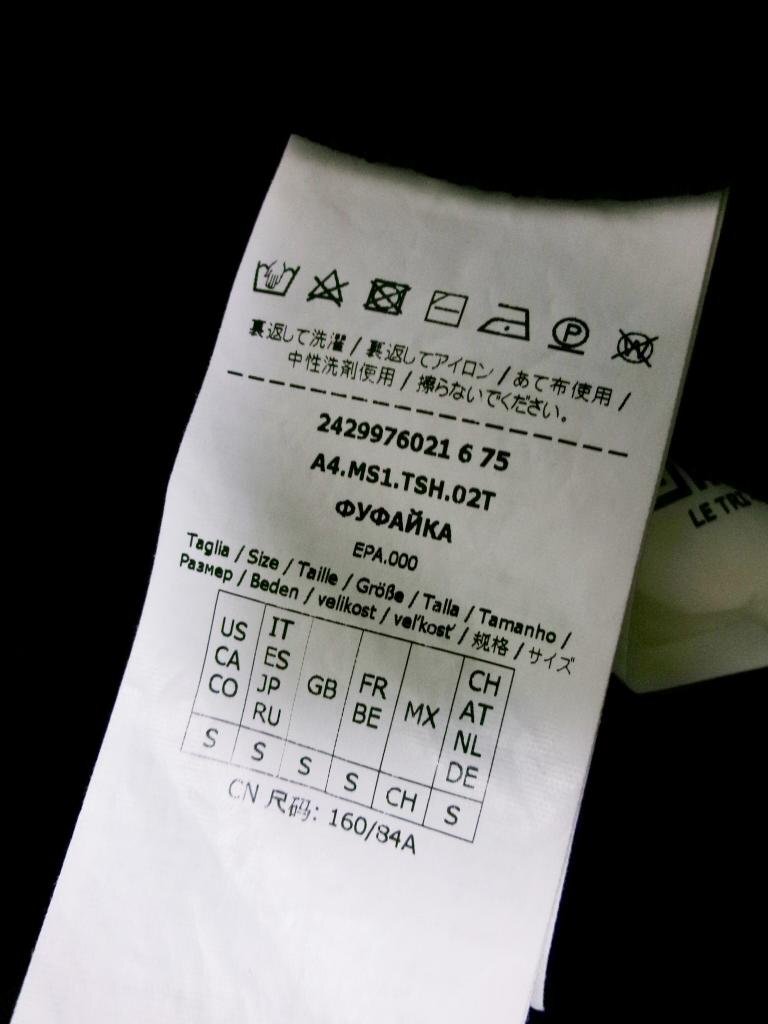 裏返して洗濯 / 裏返してアイロン / あて布使用 /
中性洗剤使用 / 擦らないでください。
2429976021 6 75
A4.MS1.TSH.02T
ФУФАЙКА
EPA.000
Taglia / Size / Taille / Größe / Talla / Tamanho /
Размер / Beden / velikost / veľkosť / 规格 / サイズ
US CA CO
IT ES JP RU
GB
FR BE
MX
CH AT NL DE
S S S S CH S
CN 尺码: 160/84A
LE TRI